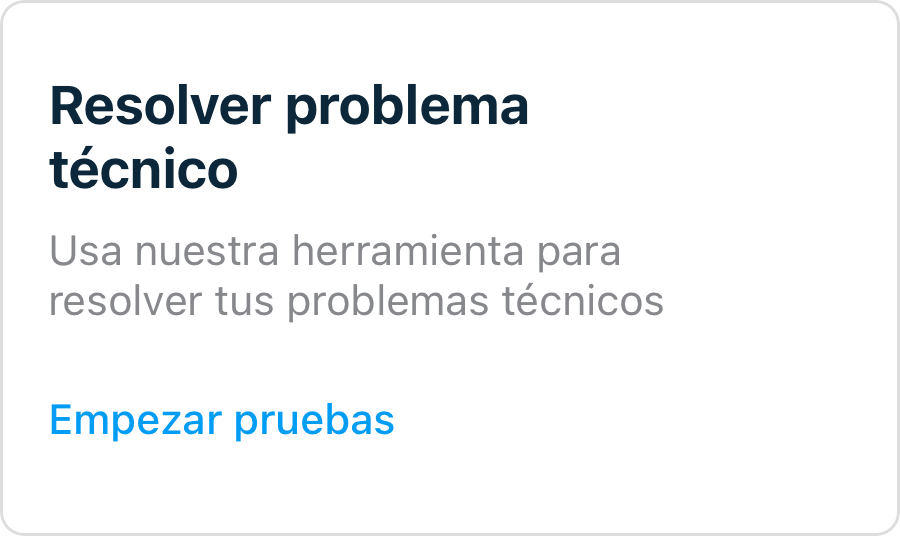 Resolver problema
técnico
Usa nuestra herramienta para
resolver tus problemas técnicos
Empezar pruebas